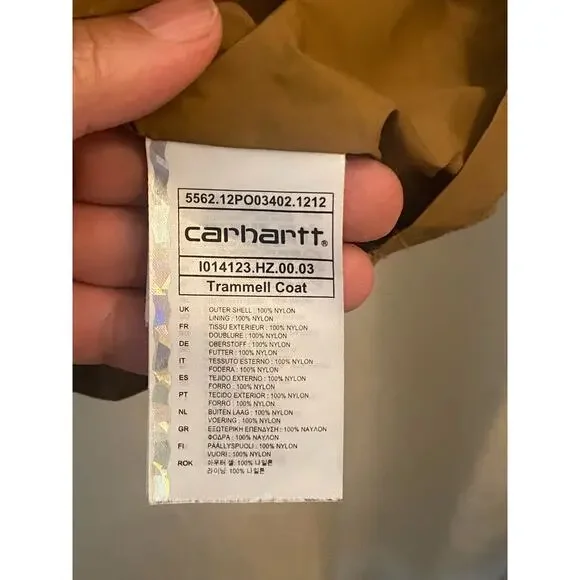 5562.12PO03402.1212
carhartt®
I014123.HZ.00.03
Trammell Coat
UK OUTER SHELL : 100% NYLON
LINING : 100% NYLON
FR TISSU EXTERIEUR : 100% NYLON
DOUBLURE : 100% NYLON
DE OBERSTOFF : 100% NYLON
FUTTER : 100% NYLON
IT TESSUTO ESTERNO : 100% NYLON
FODERA : 100% NYLON
ES TEJIDO EXTERNO : 100% NYLON
FORRO : 100% NYLON
PT TECIDO EXTERIOR : 100% NYLON
FORRO : 100% NYLON
NL BUITEN LAAG : 100% NYLON
VOERING : 100% NYLON
GR ΕΞΩΤΕΡΙΚΗ ΕΠΕΝΔΥΣΗ : 100% ΝΑΥΛΟΝ
ΦΟΔΡΑ : 100% ΝΑΥΛΟΝ
FI PÄÄLLYSPUOLI : 100% NYLON
VUORI : 100% NYLON
ROK 아우터 쉘: 100% 나일론
라이닝: 100% 나일론